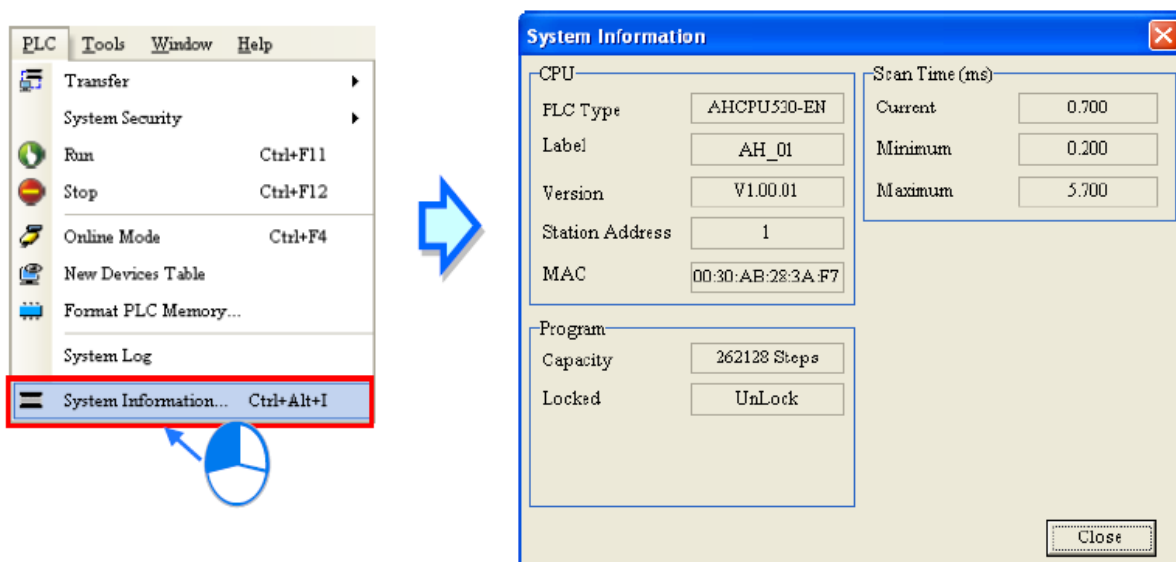 PLC Tools Window Help
Transfer
System Security
Run Ctrl+F11
Stop Ctrl+F12
Online Mode Ctrl+F4
New Devices Table
Format PLC Memory...
System Log
System Information... Ctrl+Alt+I
System Information
CPU
PLC Type AHCPU530-EN
Label AH_01
Version V1.00.01
Station Address 1
MAC 00:30:AB:28:3A:F7
Program
Capacity 262128 Steps
Locked UnLock
Scan Time (ms)
Current 0.700
Minimum 0.200
Maximum 5.700
Close